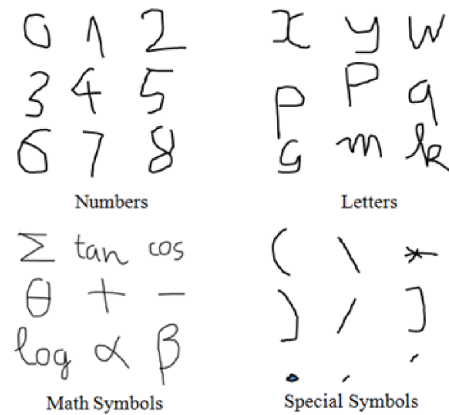 0 1 2
3 4 5
6 7 8
Numbers
x y w
p p q
g m k
Letters
Σ tan cos
θ + −
log α β
Math Symbols
( \ *
) / ]
. , '
Special Symbols